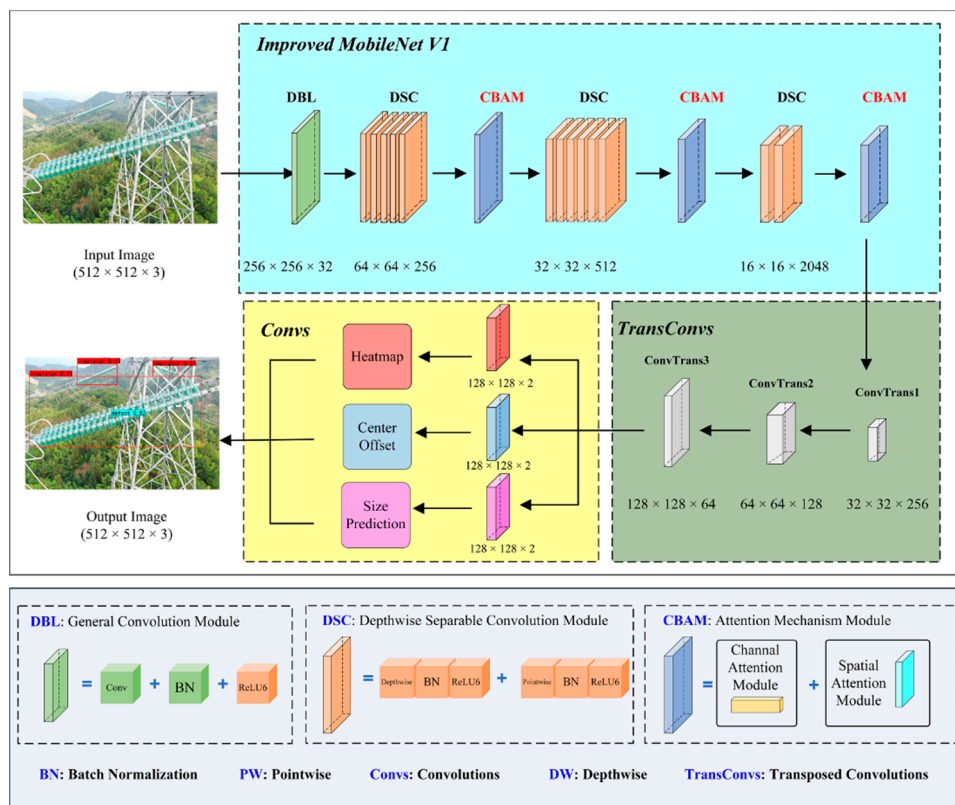 Improved MobileNet V1
DBL
DSC
CBAM
DSC
CBAM
DSC
CBAM
Input Image
(512 × 512 × 3)
256 × 256 × 32
64 × 64 × 256
32 × 32 × 512
16 × 16 × 2048
Convs
Heatmap
128 × 128 × 2
Center
Offset
128 × 128 × 2
Size
Prediction
128 × 128 × 2
TransConvs
ConvTrans3
ConvTrans2
ConvTrans1
128 × 128 × 64
64 × 64 × 128
32 × 32 × 256
Output Image
(512 × 512 × 3)
DBL: General Convolution Module
= Conv + BN + ReLU6
DSC: Depthwise Separable Convolution Module
= Depthwise BN ReLU6 + Pointwise BN ReLU6
CBAM: Attention Mechanism Module
=
Channal
Attention
Module
+
Spatial
Attention
Module
BN: Batch Normalization
PW: Pointwise
Convs: Convolutions
DW: Depthwise
TransConvs: Transposed Convolutions